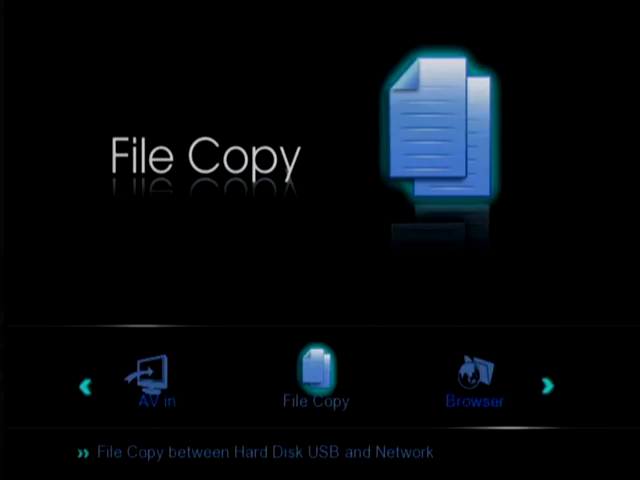 File Copy
AV in
File Copy
Browser
File Copy between Hard Disk USB and Network